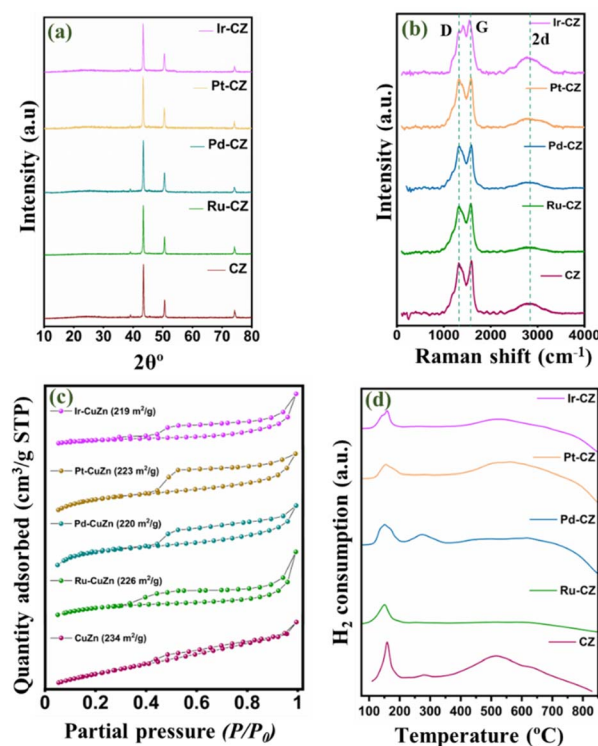 (a)
Ir-CZ
Pt-CZ
Pd-CZ
Ru-CZ
CZ
Intensity (a.u)
10 20 30 40 50 60 70 80
2θº
(b)
D
G
2d
Ir-CZ
Pt-CZ
Pd-CZ
Ru-CZ
CZ
Intensity (a.u.)
0 1000 2000 3000 4000
Raman shift (cm⁻¹)
(c)
Ir-CuZn (219 m²/g)
Pt-CuZn (223 m²/g)
Pd-CuZn (220 m²/g)
Ru-CuZn (226 m²/g)
CuZn (234 m²/g)
Quantity adsorbed (cm³/g STP)
0 0.2 0.4 0.6 0.8 1
Partial pressure (P/P₀)
(d)
Ir-CZ
Pt-CZ
Pd-CZ
Ru-CZ
CZ
H₂ consumption (a.u.)
100 200 300 400 500 600 700 800
Temperature (ºC)